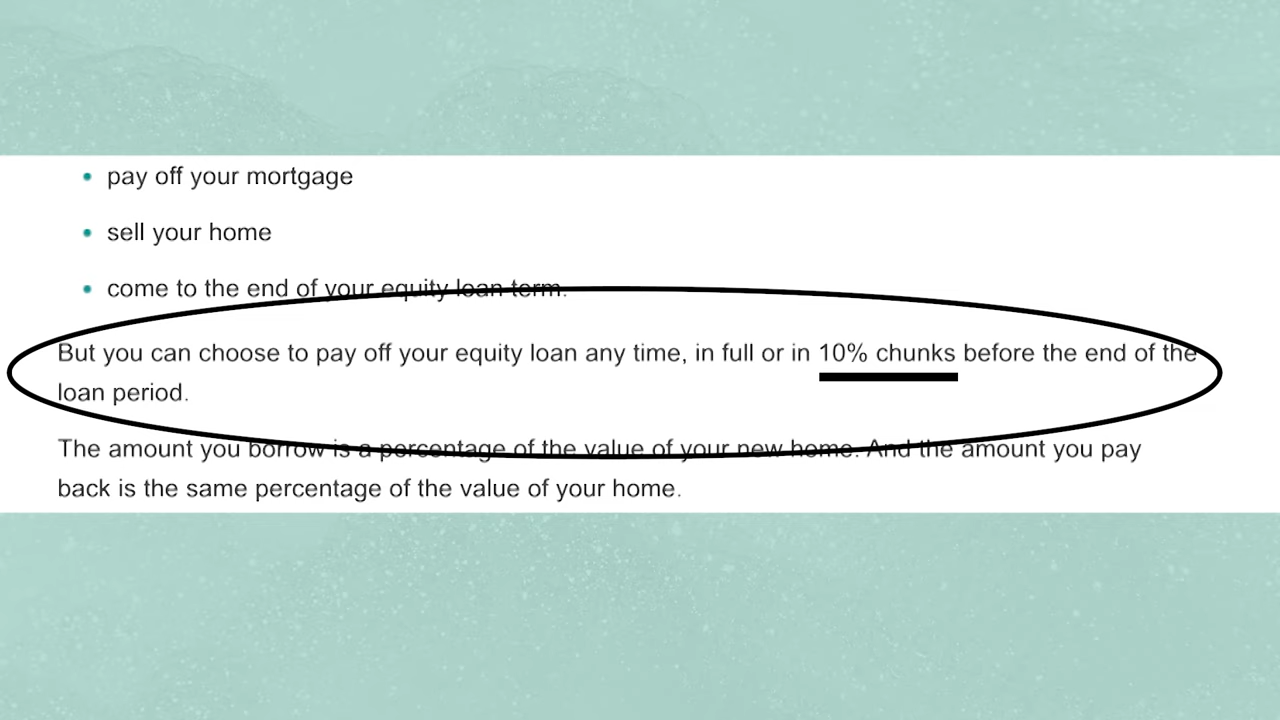 pay off your mortgage
sell your home
come to the end of your equity loan term.
But you can choose to pay off your equity loan any time, in full or in 10% chunks before the end of the
loan period.
The amount you borrow is a percentage of the value of your new home. And the amount you pay
back is the same percentage of the value of your home.